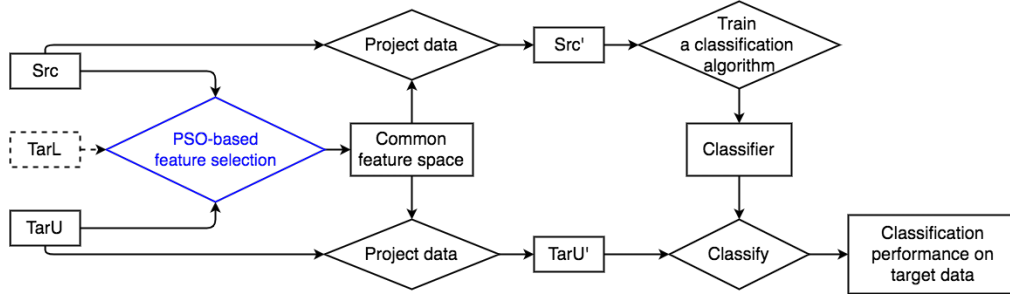 Src
TarL
TarU
PSO-based
feature selection
Project data
Common
feature space
Project data
Src'
TarU'
Train
a classification
algorithm
Classifier
Classify
Classification
performance on
target data